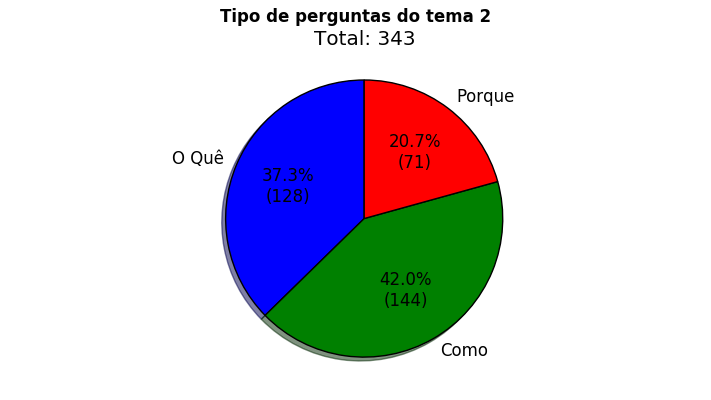 Tipo de perguntas do tema 2
Total: 343
Porque
20.7%
(71)
O Quê
37.3%
(128)
42.0%
(144)
Como